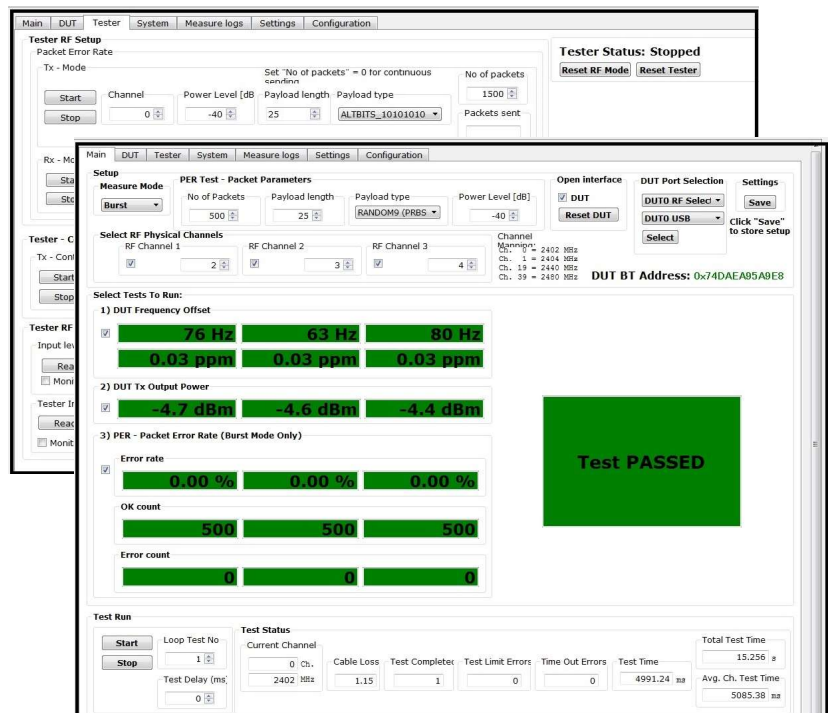 Main DUT Tester System Measure logs Settings Configuration
Tester RF Setup
Packet Error Rate
Tx - Mode
Set "No of packets" = 0 for continuous
sending
No of packets
1500
Start
Stop
Channel
0
Power Level [dB
-40
Payload length
25
Payload type
ALTBITS_10101010
Packets sent
Tester Status: Stopped
Reset RF Mode Reset Tester
Tester RF
Input lev
Tester In
Monit
Main DUT Tester System Measure logs Settings Configuration
Setup
Measure Mode
Burst
PER Test - Packet Parameters
No of Packets
500
Payload length
25
Payload type
RANDOM9 (PRBS
Power Level [dB]
-40
Open interface
DUT
Reset DUT
DUT Port Selection
DUT0 RF Select
DUT0 USB
Select
Settings
Save
Click "Save"
to store setup
Select RF Physical Channels
RF Channel 1
2
RF Channel 2
3
RF Channel 3
4
Channel
Mapping:
Ch. 0 = 2402 MHz
Ch. 1 = 2404 MHz
Ch. 19 = 2440 MHz
Ch. 39 = 2480 MHz
DUT BT Address: 0x74DAEA95A9E8
Select Tests To Run:
1) DUT Frequency Offset
76 Hz 63 Hz 80 Hz
0.03 ppm 0.03 ppm 0.03 ppm
2) DUT Tx Output Power
-4.7 dBm -4.6 dBm -4.4 dBm
3) PER - Packet Error Rate (Burst Mode Only)
Error rate
0.00 % 0.00 % 0.00 %
OK count
500 500 500
Error count
0 0 0
Test PASSED
Test Run
Start
Stop
Loop Test No
1
Test Delay (ms)
0
Test Status
Current Channel
0 Ch.
2402 MHz
Cable Loss
1.15
Test Completed
1
Test Limit Errors
0
Time Out Errors
0
Test Time
4991.24 ms
Total Test Time
15.256 s
Avg. Ch. Test Time
5085.38 ms